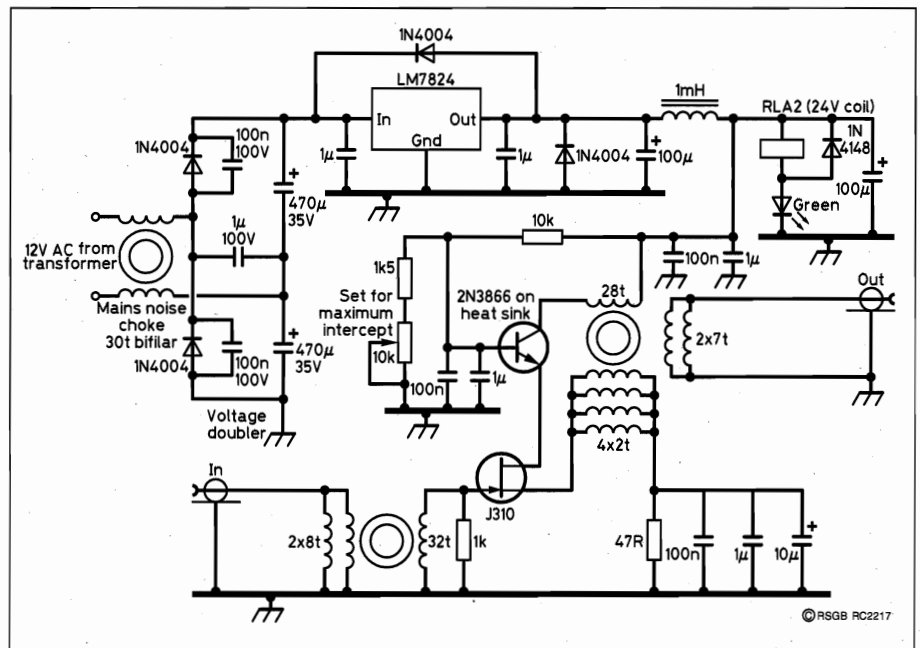 1N4004
LM7824
In
Out
Gnd
1mH
RLA2 (24V coil)
1N4004
100n
100V
1μ
470μ
35V
1μ
1N4004
100μ
1N
4148
100μ
Green
12V AC from
transformer
1μ
100V
Mains noise
choke
30t bifilar
1N4004
100n
100V
470μ
35V
Voltage
doubler
10k
1k5
Set for
maximum
intercept
10k
100n
1μ
2N3866 on
heat sink
28t
100n
1μ
Out
2x7t
4x2t
In
2x8t
32t
1k
J310
47R
100n
1μ
10μ
©RSGB RC2217